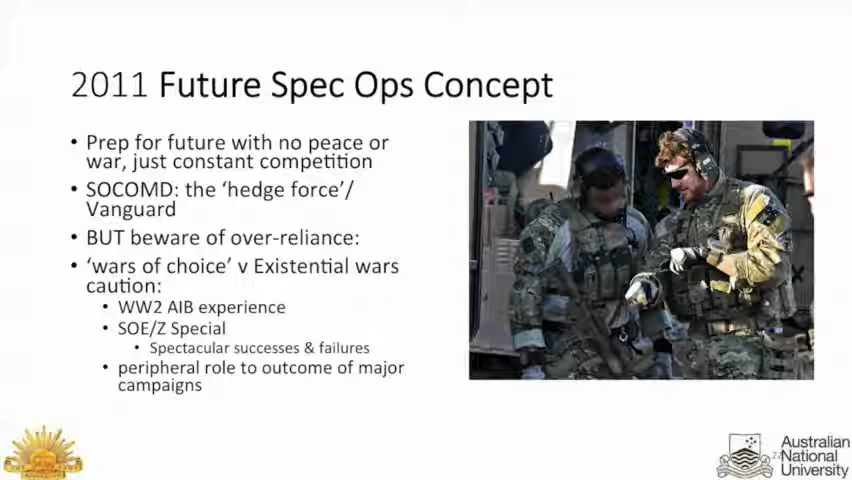 2011 Future Spec Ops Concept
• Prep for future with no peace or
war, just constant competition
• SOCOMD: the ‘hedge force’/
Vanguard
• BUT beware of over-reliance:
• ‘wars of choice’ v Existential wars
caution:
• WW2 AIB experience
• SOE/Z Special
• Spectacular successes & failures
• peripheral role to outcome of major
campaigns
22
Australian
National
University